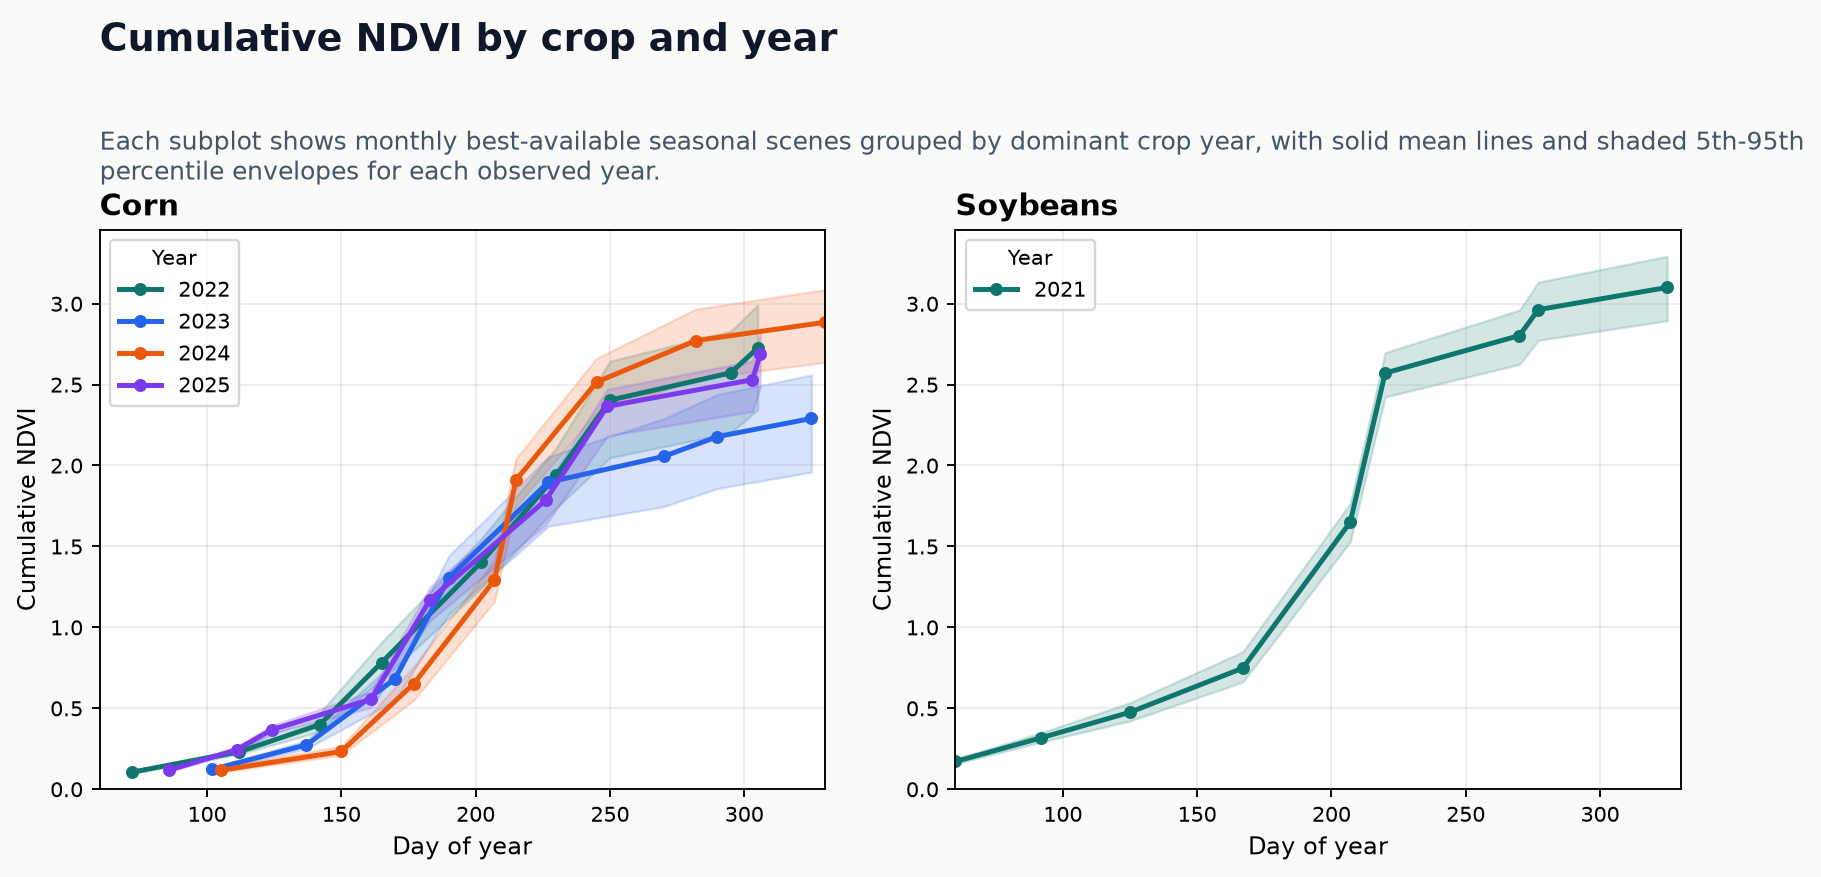 Cumulative NDVI by crop and year
Each subplot shows monthly best-available seasonal scenes grouped by dominant crop year, with solid mean lines and shaded 5th-95th
percentile envelopes for each observed year.
Corn
Year
2022
2023
2024
2025
Cumulative NDVI
3.0
2.5
2.0
1.5
1.0
0.5
0.0
100
150
200
250
300
Day of year
Soybeans
Year
2021
Cumulative NDVI
3.0
2.5
2.0
1.5
1.0
0.5
0.0
100
150
200
250
300
Day of year